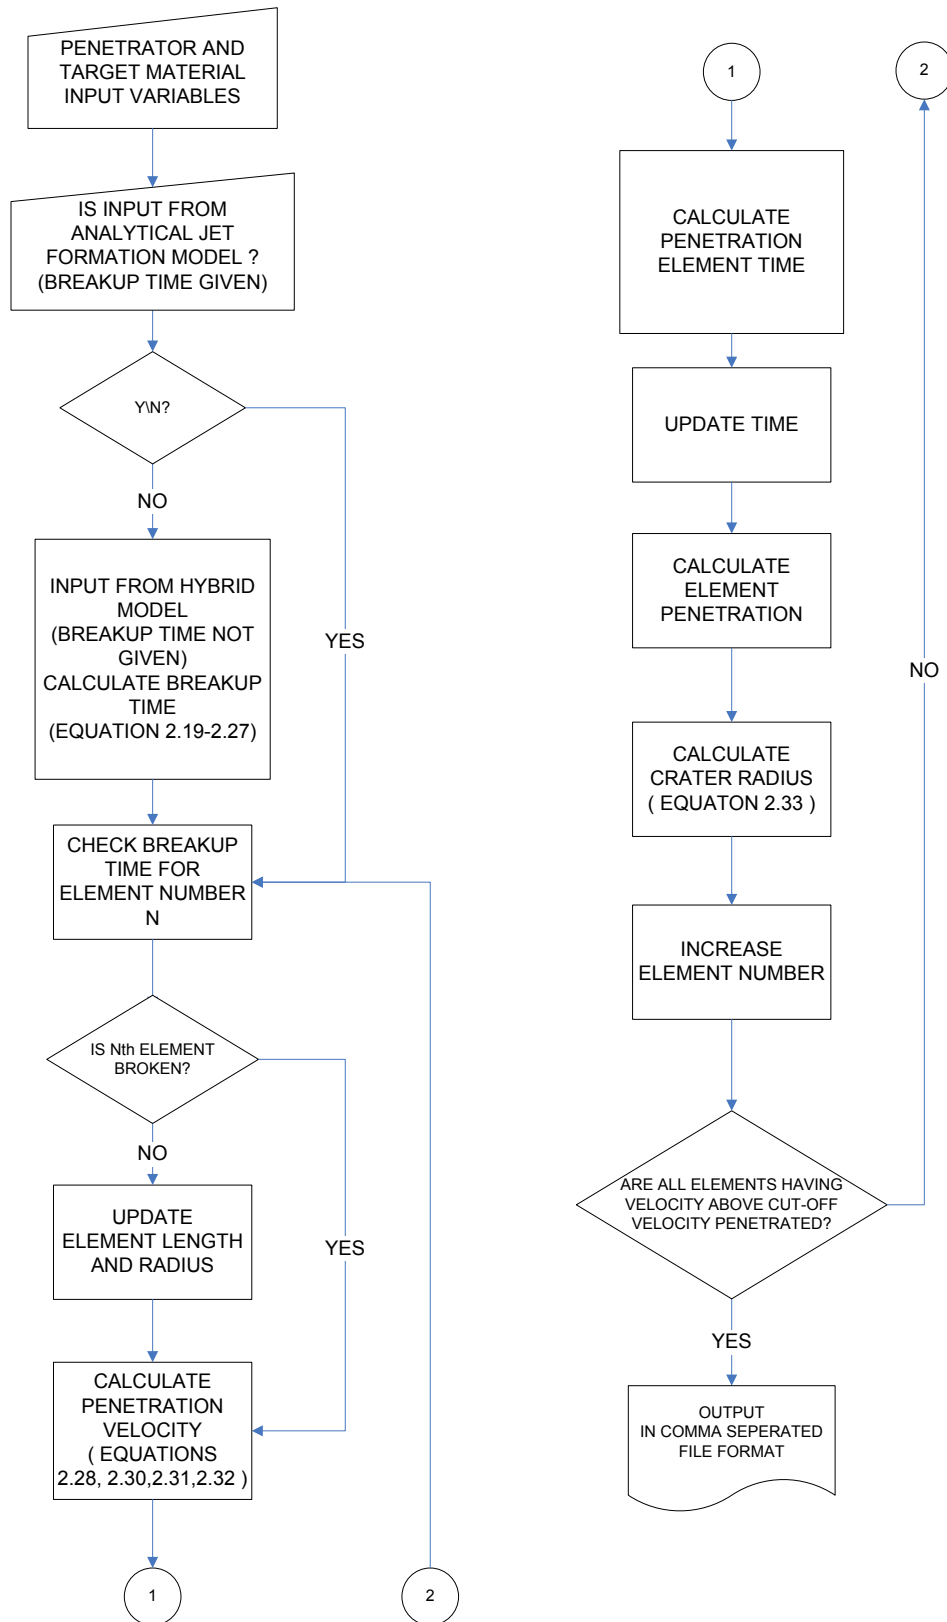 PENETRATOR AND
TARGET MATERIAL
INPUT VARIABLES
IS INPUT FROM
ANALYTICAL JET
FORMATION MODEL ?
(BREAKUP TIME GIVEN)
Y\N?
NO
YES
INPUT FROM HYBRID
MODEL
(BREAKUP TIME NOT
GIVEN)
CALCULATE BREAKUP
TIME
(EQUATION 2.19-2.27)
CHECK BREAKUP
TIME FOR
ELEMENT NUMBER
N
IS Nth ELEMENT
BROKEN?
NO
YES
UPDATE
ELEMENT LENGTH
AND RADIUS
CALCULATE
PENETRATION
VELOCITY
( EQUATIONS
2.28, 2.30,2.31,2.32 )
1
2
1
2
CALCULATE
PENETRATION
ELEMENT TIME
UPDATE TIME
CALCULATE
ELEMENT
PENETRATION
NO
CALCULATE
CRATER RADIUS
( EQUATON 2.33 )
INCREASE
ELEMENT NUMBER
ARE ALL ELEMENTS HAVING
VELOCITY ABOVE CUT-OFF
VELOCITY PENETRATED?
YES
OUTPUT
IN COMMA SEPERATED
FILE FORMAT